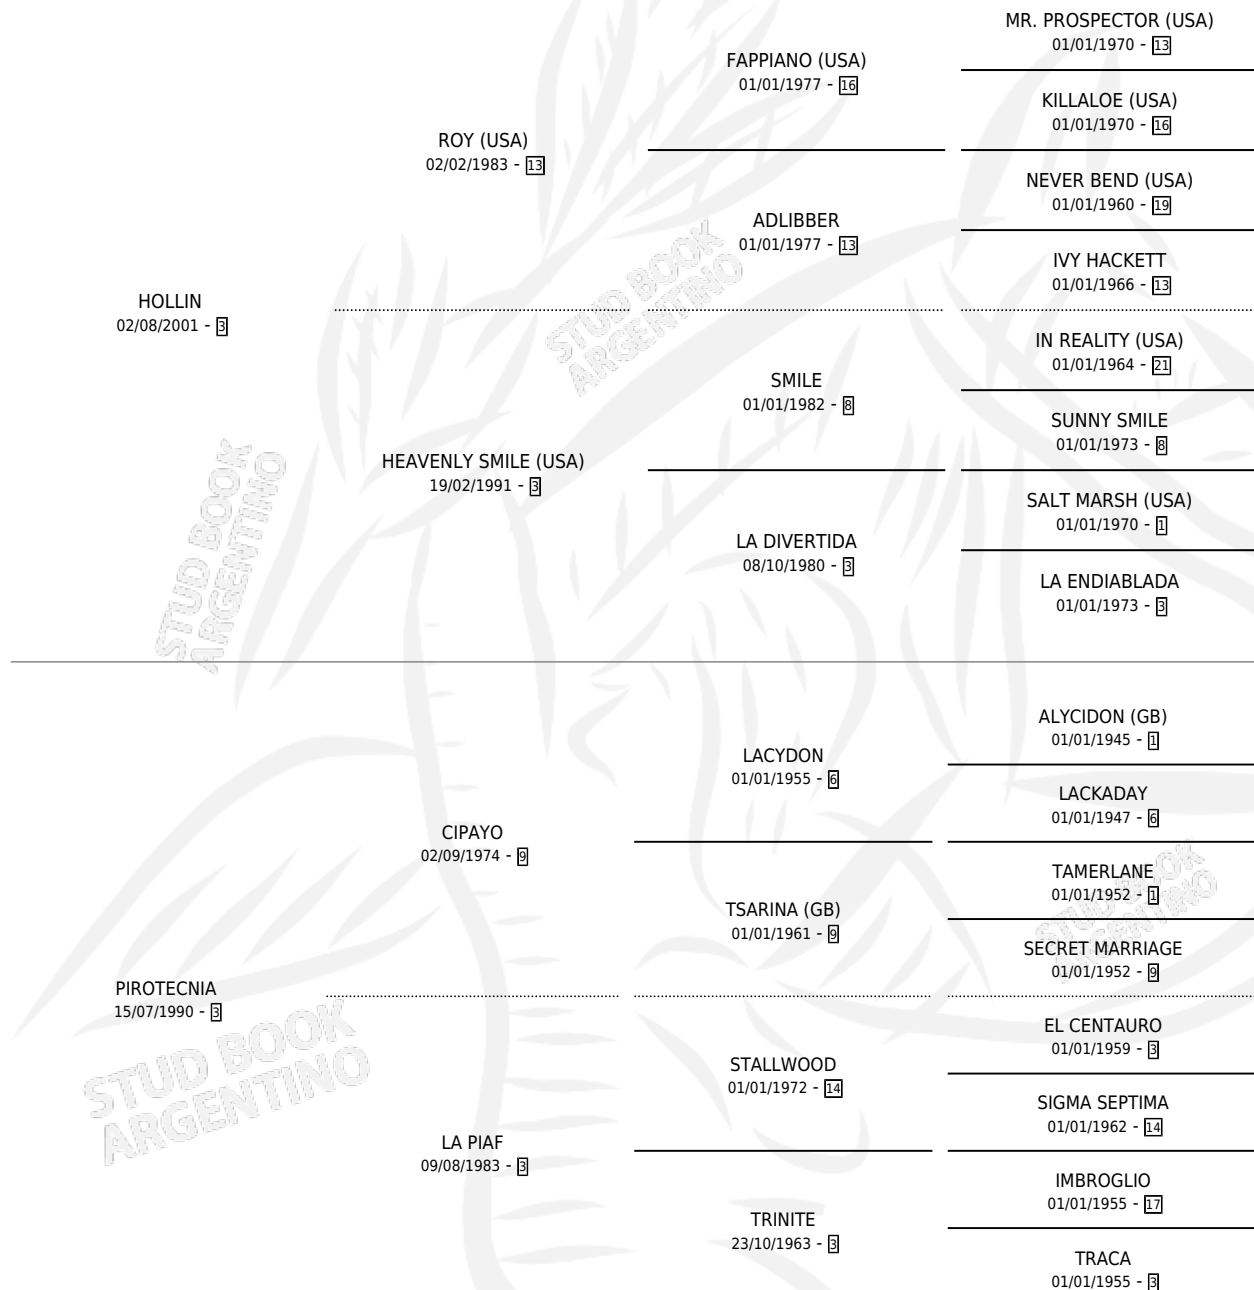 MR. PROSPECTOR (USA)
01/01/1970 - 13
FAPPIANO (USA)
01/01/1977 - 16
KILLALOE (USA)
01/01/1970 - 16
ROY (USA)
02/02/1983 - 13
NEVER BEND (USA)
01/01/1960 - 19
ADLIBBER
01/01/1977 - 13
IVY HACKETT
01/01/1966 - 13
HOLLIN
02/08/2001 - 3
IN REALITY (USA)
01/01/1964 - 21
SMILE
01/01/1982 - 8
SUNNY SMILE
01/01/1973 - 8
HEAVENLY SMILE (USA)
19/02/1991 - 3
SALT MARSH (USA)
01/01/1970 - 1
LA DIVERTIDA
08/10/1980 - 3
LA ENDIABLADA
01/01/1973 - 3
ALYCIDON (GB)
01/01/1945 - 1
LACYDON
01/01/1955 - 6
LACKADAY
01/01/1947 - 6
CIPAYO
02/09/1974 - 9
TAMERLANE
01/01/1952 - 1
TSARINA (GB)
01/01/1961 - 9
SECRET MARRIAGE
01/01/1952 - 9
PIROTECNIA
15/07/1990 - 3
EL CENTAURO
01/01/1959 - 3
STALLWOOD
01/01/1972 - 14
SIGMA SEPTIMA
01/01/1962 - 14
LA PIAF
09/08/1983 - 3
IMBROGLIO
01/01/1955 - 17
TRINITE
23/10/1963 - 3
TRACA
01/01/1955 - 3
STUD BOOK
ARGENTINO
STUD BOOK
ARGENTINO
STUD BOOK
ARGENTINO
STUD BOOK
ARGENTINO